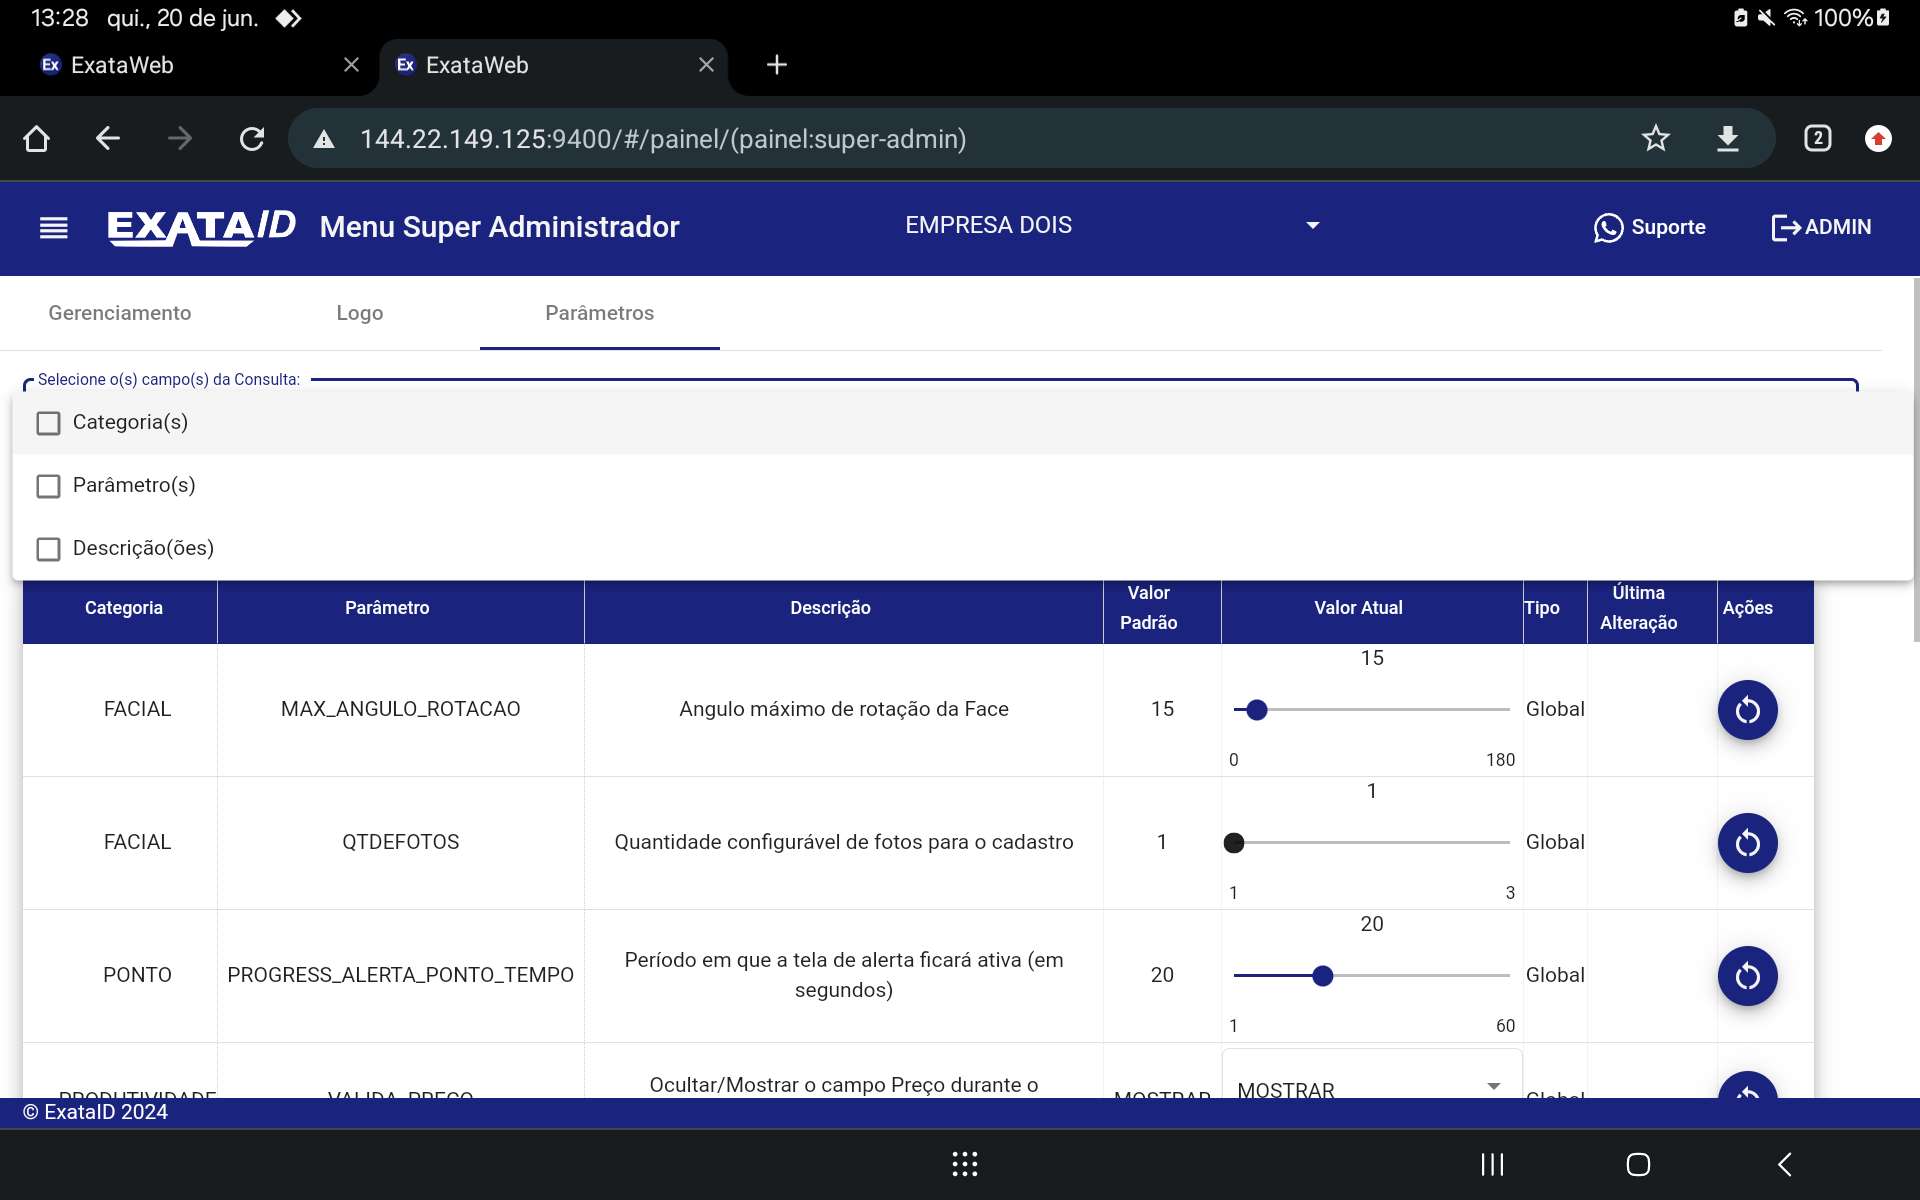 13:28 qui., 20 de jun. 100%
Ex ExataWeb Ex ExataWeb
144.22.149.125:9400/#/painel/(painel:super-admin) 2
EXATAID Menu Super Administrador EMPRESA DOIS Suporte ADMIN
Gerenciamento Logo Parâmetros
Selecione o(s) campo(s) da Consulta:
Categoria(s)
Parâmetro(s)
Descrição(ões)
Categoria Parâmetro Descrição Valor Padrão Valor Atual Tipo Última Alteração Ações
15
FACIAL MAX_ANGULO_ROTACAO Angulo máximo de rotação da Face 15 Global
0 180
1
FACIAL QTDEFOTOS Quantidade configurável de fotos para o cadastro 1 Global
1 3
20
PONTO PROGRESS_ALERTA_PONTO_TEMPO Período em que a tela de alerta ficará ativa (em segundos) 20 Global
1 60
Ocultar/Mostrar o campo Preço durante o
PRODUTIVIDADE VALIDA_PRECO MOSTRAR MOSTRAR Global
© ExataID 2024